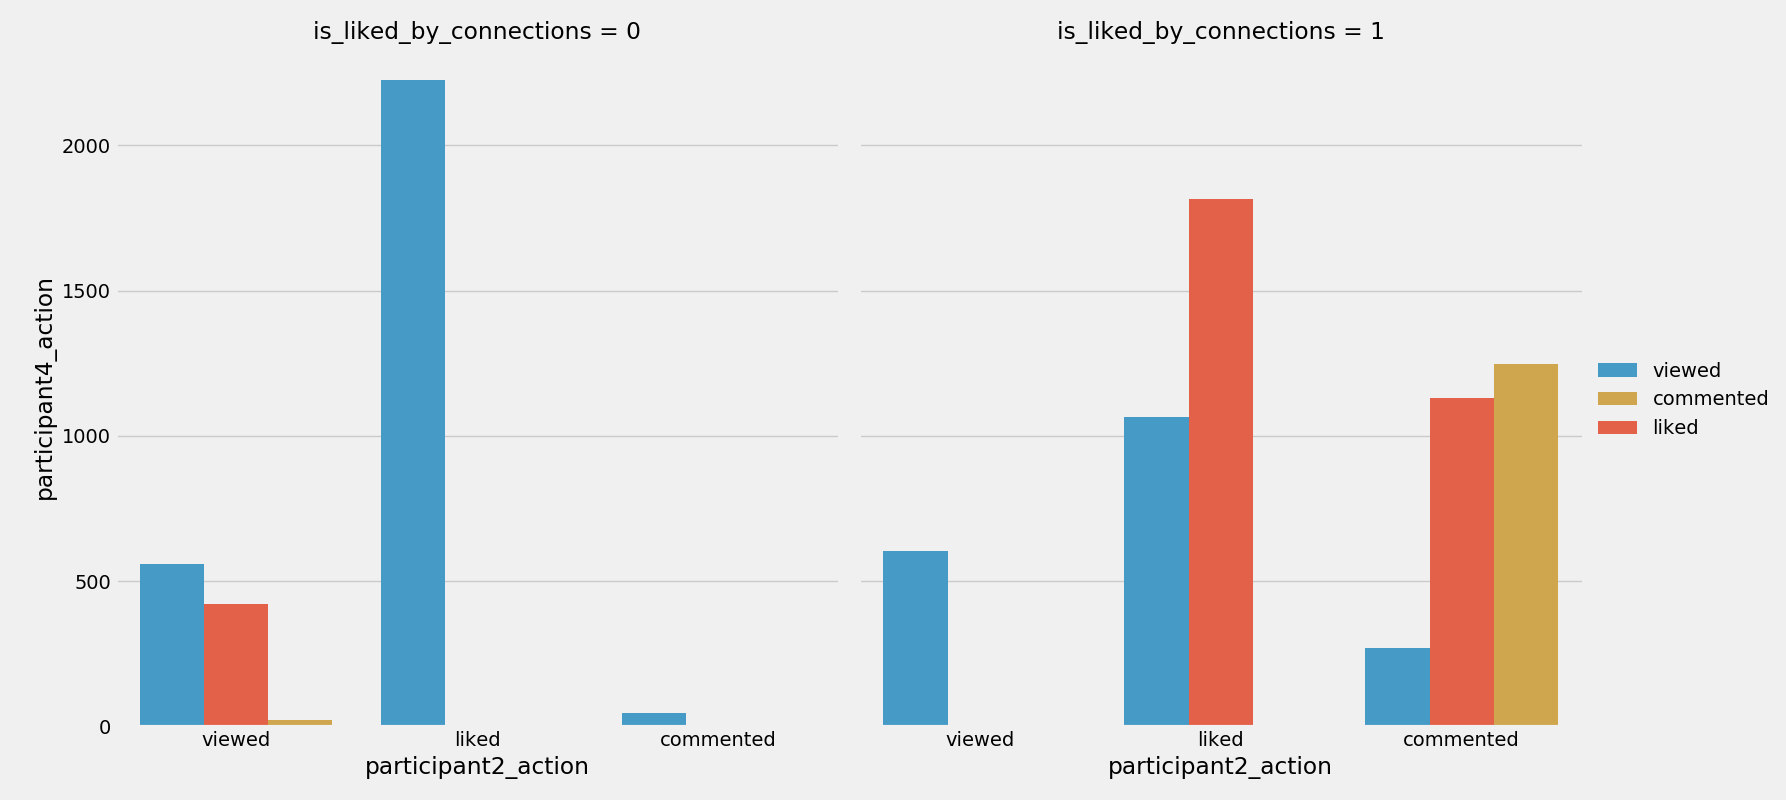 is_liked_by_connections = 0
is_liked_by_connections = 1
participant4_action
2000
1500
1000
500
0
viewed
liked
commented
participant2_action
viewed
liked
commented
participant2_action
viewed
commented
liked